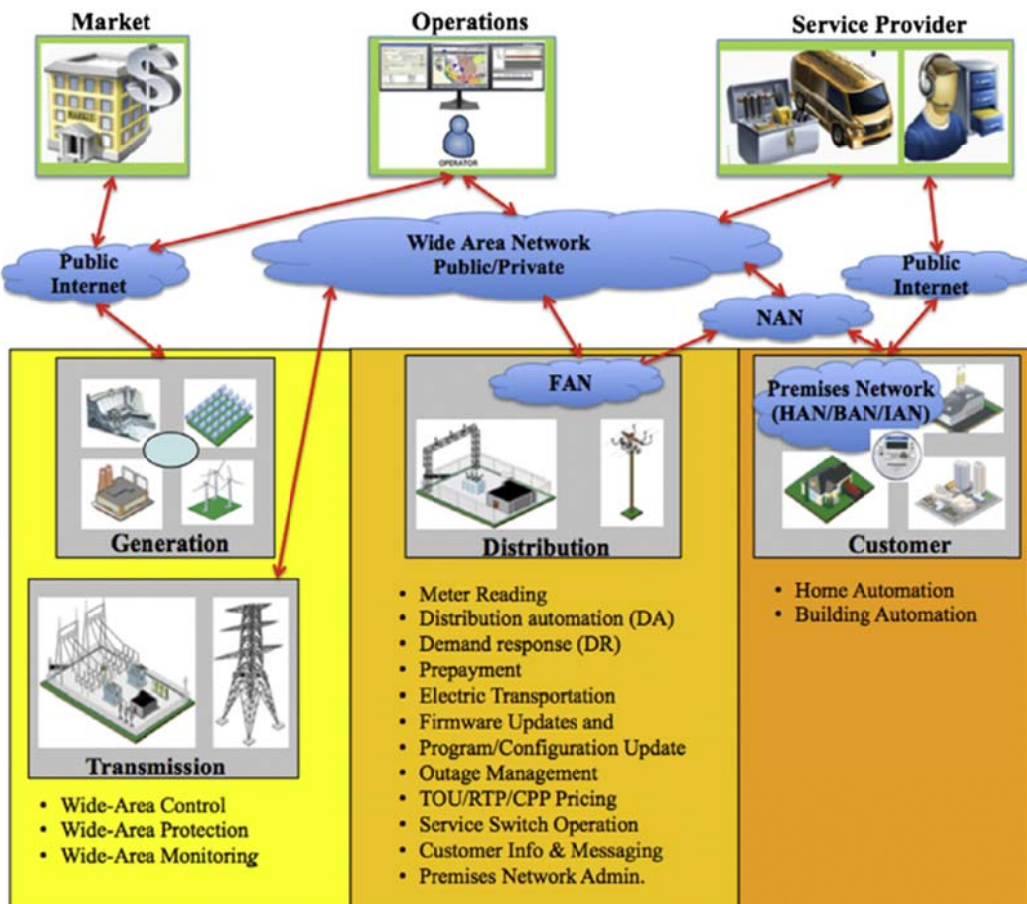 Market
Operations
Service Provider
MARKET
OPERATOR
Wide Area Network
Public/Private
Public
Internet
Public
Internet
NAN
FAN
Premises Network
(HAN/BAN/IAN)
Generation
Distribution
Customer
Transmission
• Wide-Area Control
• Wide-Area Protection
• Wide-Area Monitoring
• Meter Reading
• Distribution automation (DA)
• Demand response (DR)
• Prepayment
• Electric Transportation
• Firmware Updates and
• Program/Configuration Update
• Outage Management
• TOU/RTP/CPP Pricing
• Service Switch Operation
• Customer Info & Messaging
• Premises Network Admin.
• Home Automation
• Building Automation